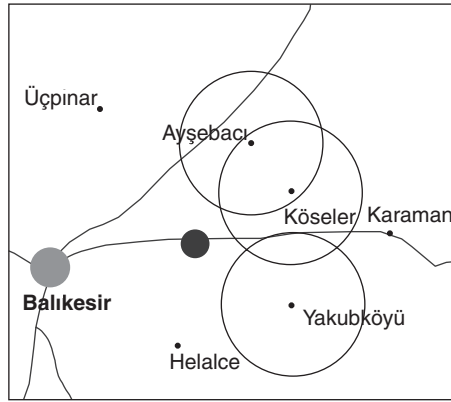 Üçpınar
Ayşebacı
Köseler
Karaman
Balıkesir
Yakubköyü
Helalce